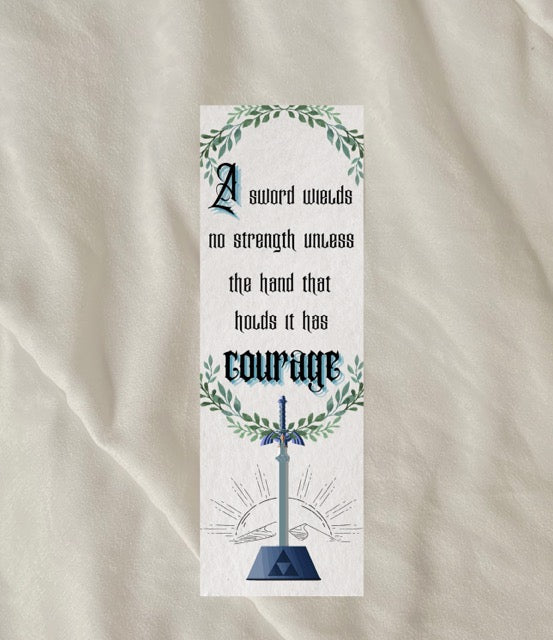 A sword wields
no strength unless
the hand that
holds it has
courage